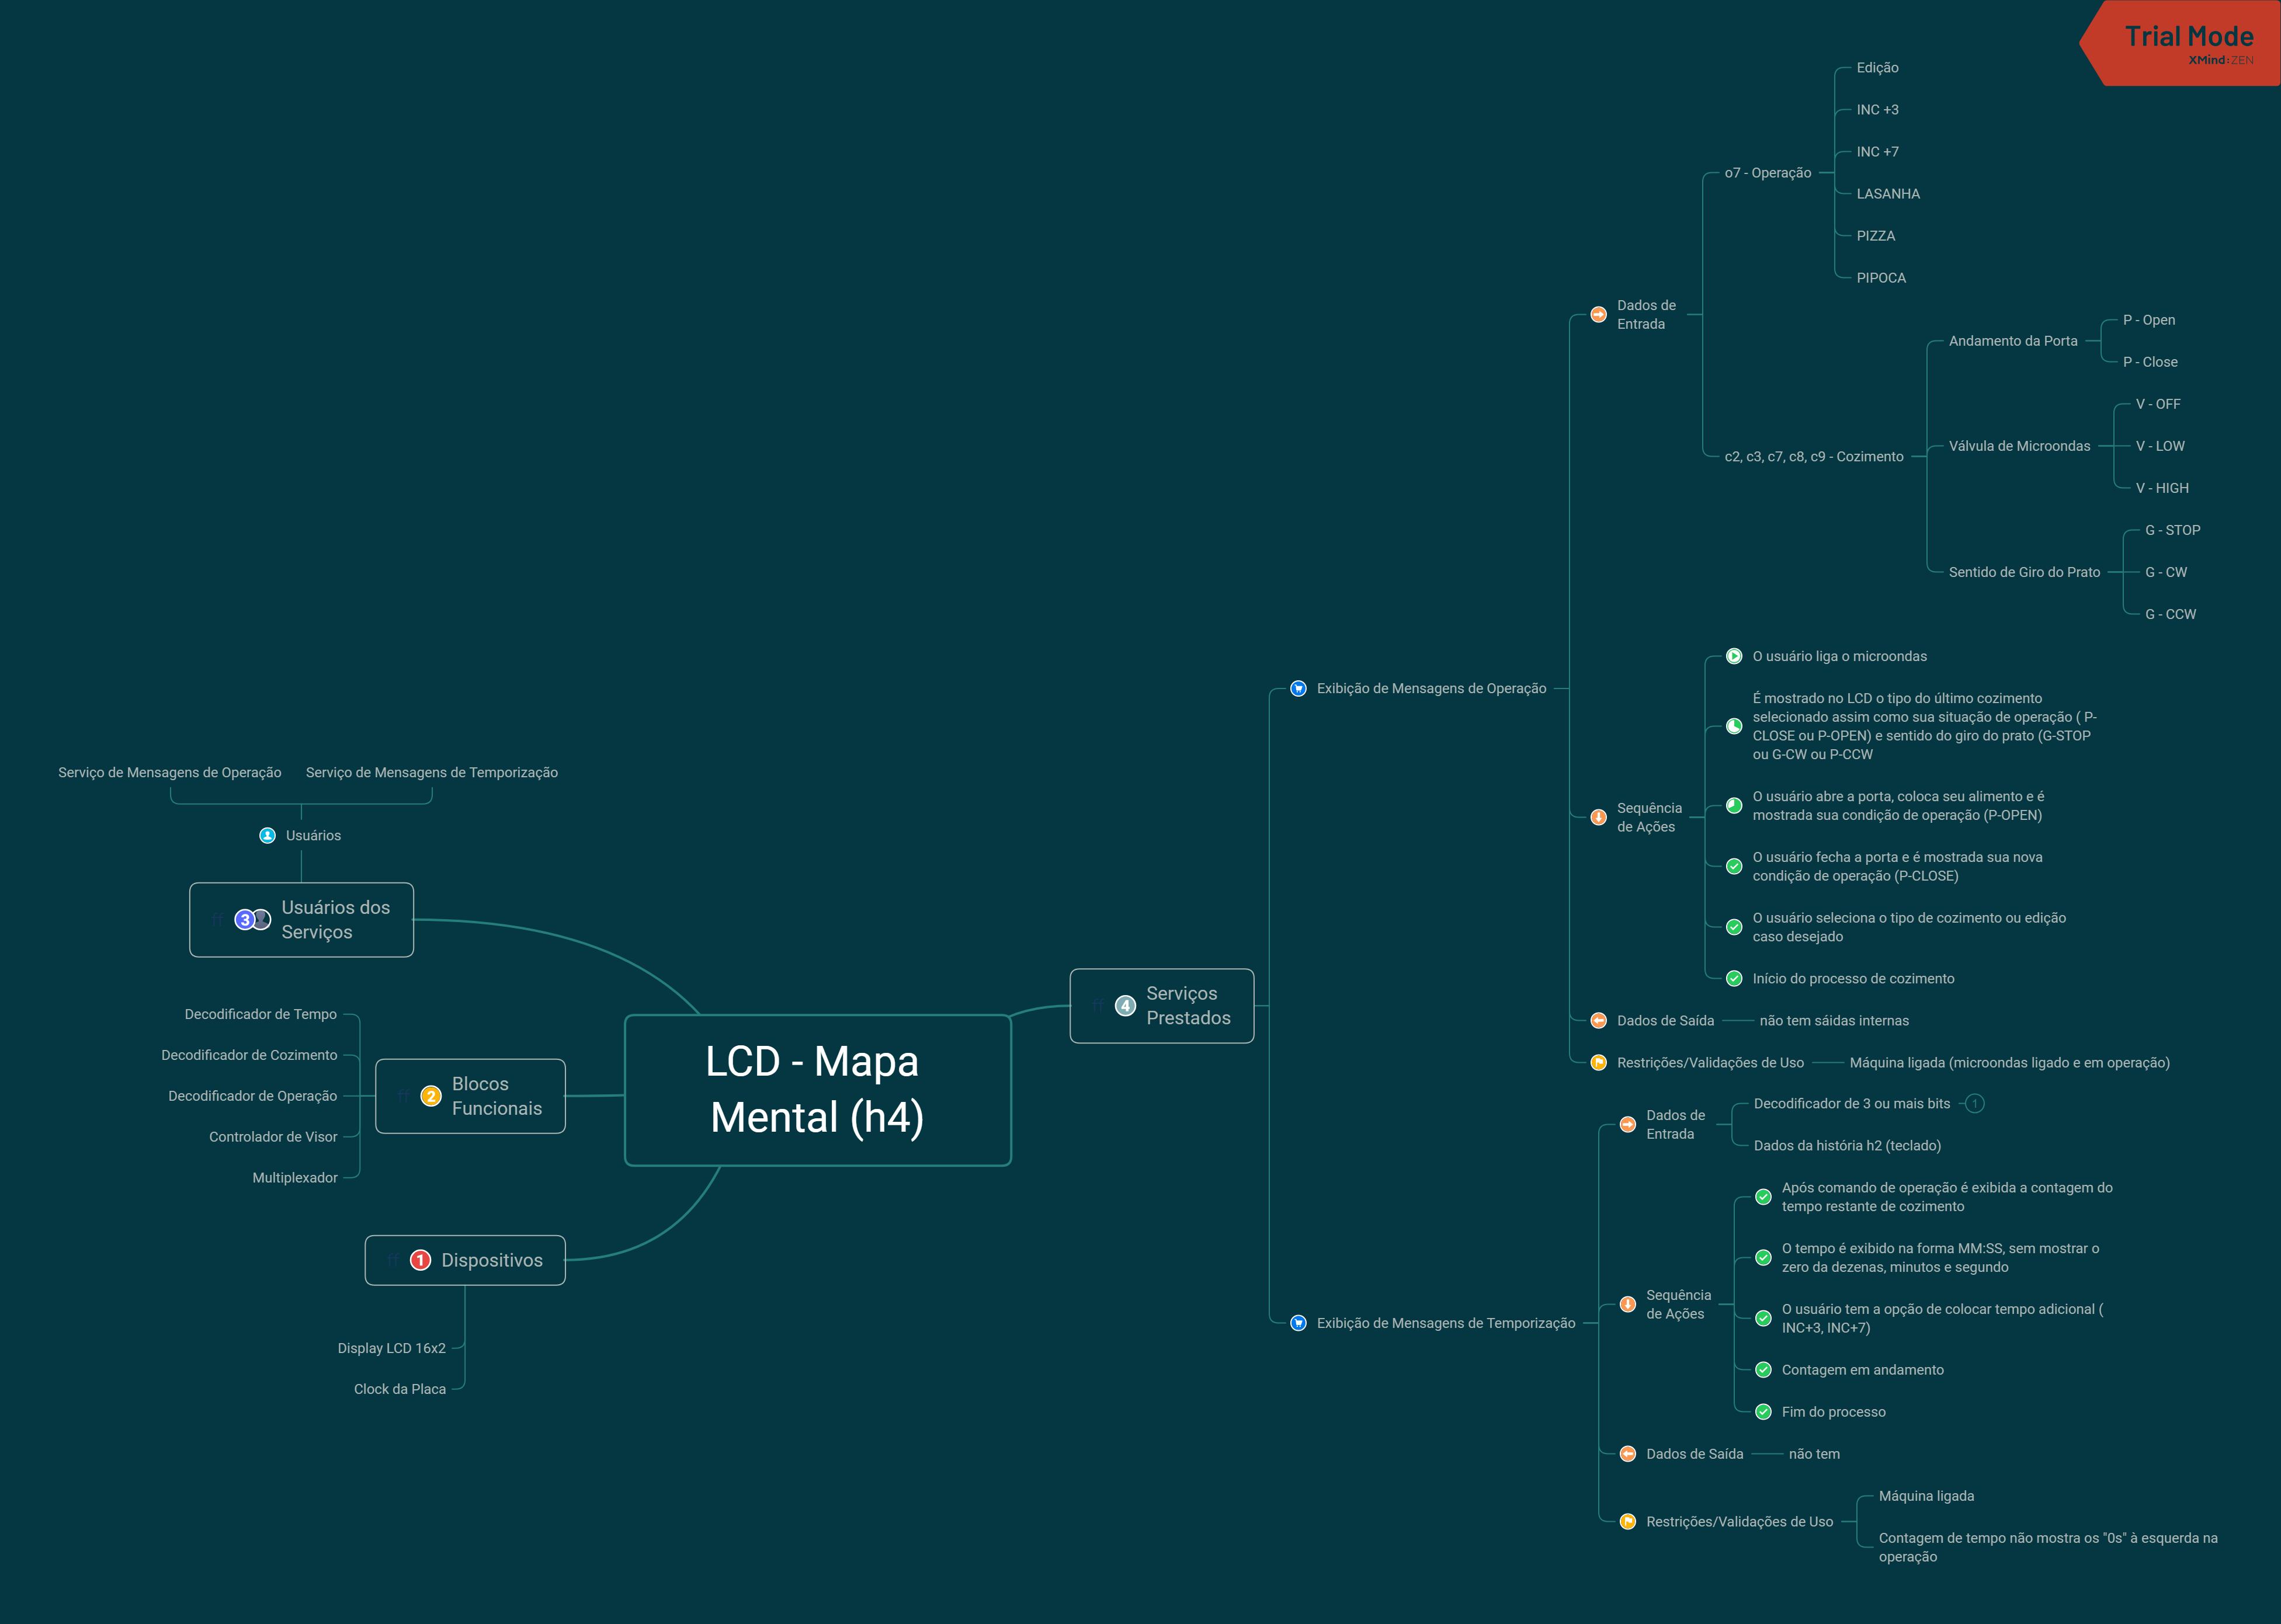 Trial Mode
XMind:ZEN
LCD - Mapa
Mental (h4)
3
Usuários dos
Serviços
Usuários
Serviço de Mensagens de Operação
Serviço de Mensagens de Temporização
2
Blocos
Funcionais
Decodificador de Tempo
Decodificador de Cozimento
Decodificador de Operação
Controlador de Visor
Multiplexador
1
Dispositivos
Display LCD 16x2
Clock da Placa
4
Serviços
Prestados
Exibição de Mensagens de Operação
Dados de
Entrada
o7 - Operação
Edição
INC +3
INC +7
LASANHA
PIZZA
PIPOCA
c2, c3, c7, c8, c9 - Cozimento
Andamento da Porta
P - Open
P - Close
Válvula de Microondas
V - OFF
V - LOW
V - HIGH
Sentido de Giro do Prato
G - STOP
G - CW
G - CCW
Sequência
de Ações
O usuário liga o microondas
É mostrado no LCD o tipo do último cozimento
selecionado assim como sua situação de operação ( P-
CLOSE ou P-OPEN) e sentido do giro do prato (G-STOP
ou G-CW ou P-CCW
O usuário abre a porta, coloca seu alimento e é
mostrada sua condição de operação (P-OPEN)
O usuário fecha a porta e é mostrada sua nova
condição de operação (P-CLOSE)
O usuário seleciona o tipo de cozimento ou edição
caso desejado
Início do processo de cozimento
Dados de Saída
não tem sáidas internas
Restrições/Validações de Uso
Máquina ligada (microondas ligado e em operação)
Exibição de Mensagens de Temporização
Dados de
Entrada
Decodificador de 3 ou mais bits
1
Dados da história h2 (teclado)
Sequência
de Ações
Após comando de operação é exibida a contagem do
tempo restante de cozimento
O tempo é exibido na forma MM:SS, sem mostrar o
zero da dezenas, minutos e segundo
O usuário tem a opção de colocar tempo adicional (
INC+3, INC+7)
Contagem em andamento
Fim do processo
Dados de Saída
não tem
Restrições/Validações de Uso
Máquina ligada
Contagem de tempo não mostra os "0s" à esquerda na
operação